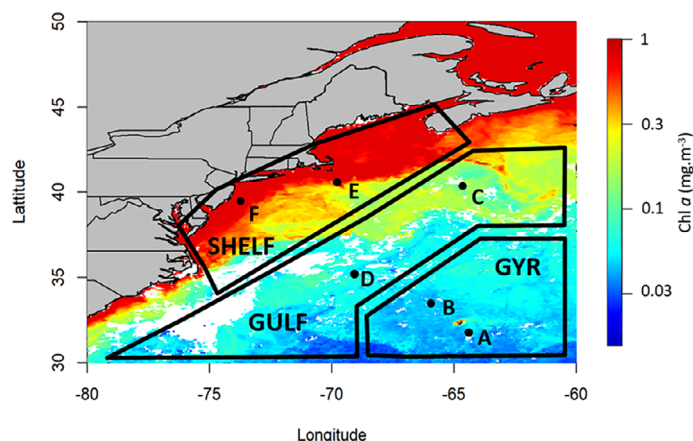 50
45
40
35
30
Lattitude
-80
-75
-70
-65
-60
Longitude
SHELF
GULF
GYR
A
B
C
D
E
F
1
0.3
0.1
0.03
Chl a (mg.m-3)